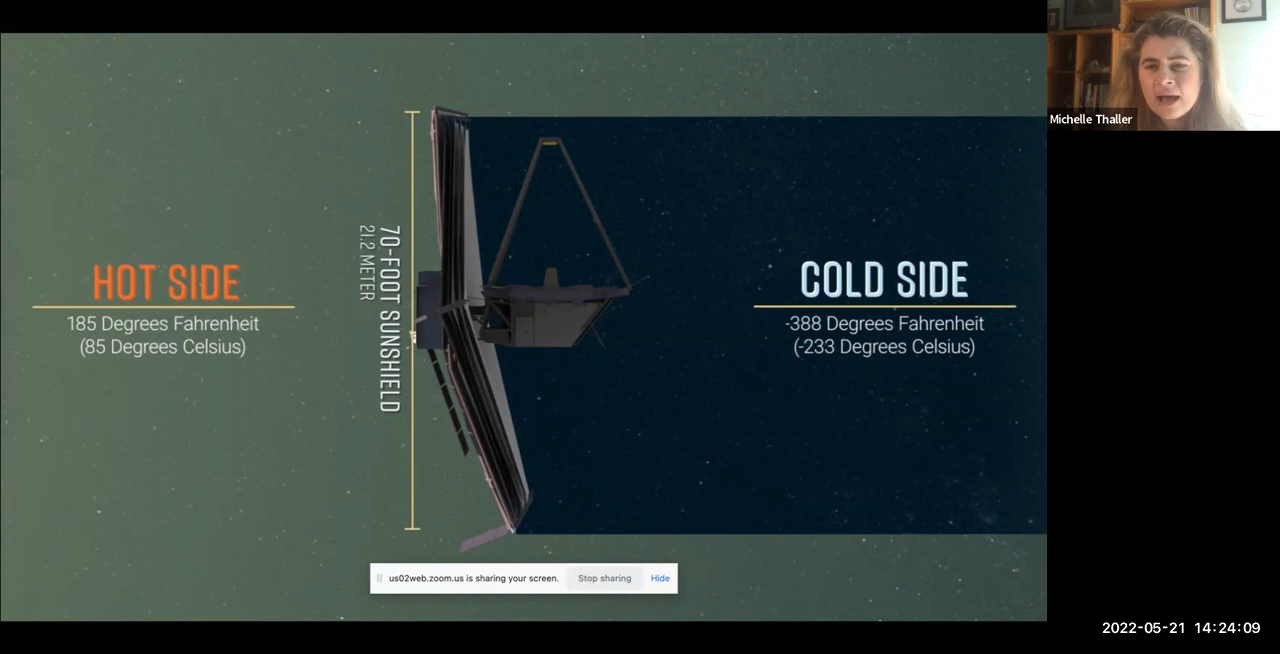 Michelle Thaller
HOT SIDE
185 Degrees Fahrenheit
(85 Degrees Celsius)
70-FOOT SUNSHIELD
21.2 METER
COLD SIDE
-388 Degrees Fahrenheit
(-233 Degrees Celsius)
us02web.zoom.us is sharing your screen. Stop sharing Hide
2022-05-21 14:24:09